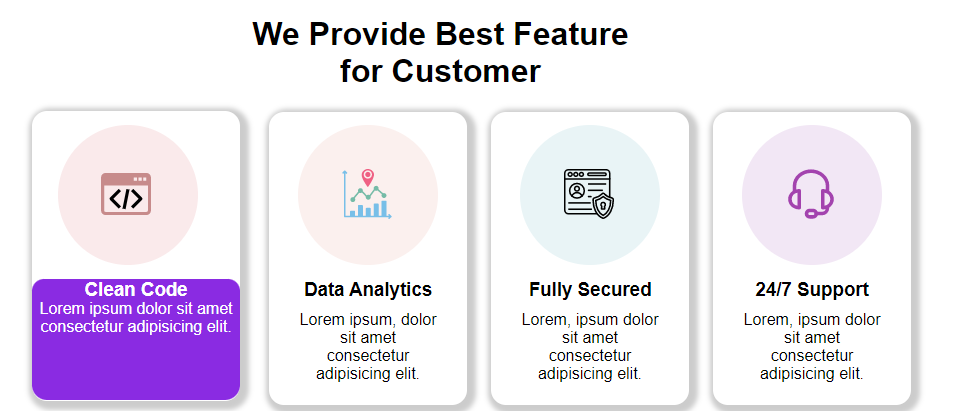 We Provide Best Feature
for Customer
</>
Clean Code
Lorem ipsum dolor sit amet
consectetur adipisicing elit.
Data Analytics
Lorem ipsum, dolor
sit amet
consectetur
adipisicing elit.
Fully Secured
Lorem, ipsum dolor
sit amet
consectetur
adipisicing elit.
24/7 Support
Lorem, ipsum dolor
sit amet
consectetur
adipisicing elit.